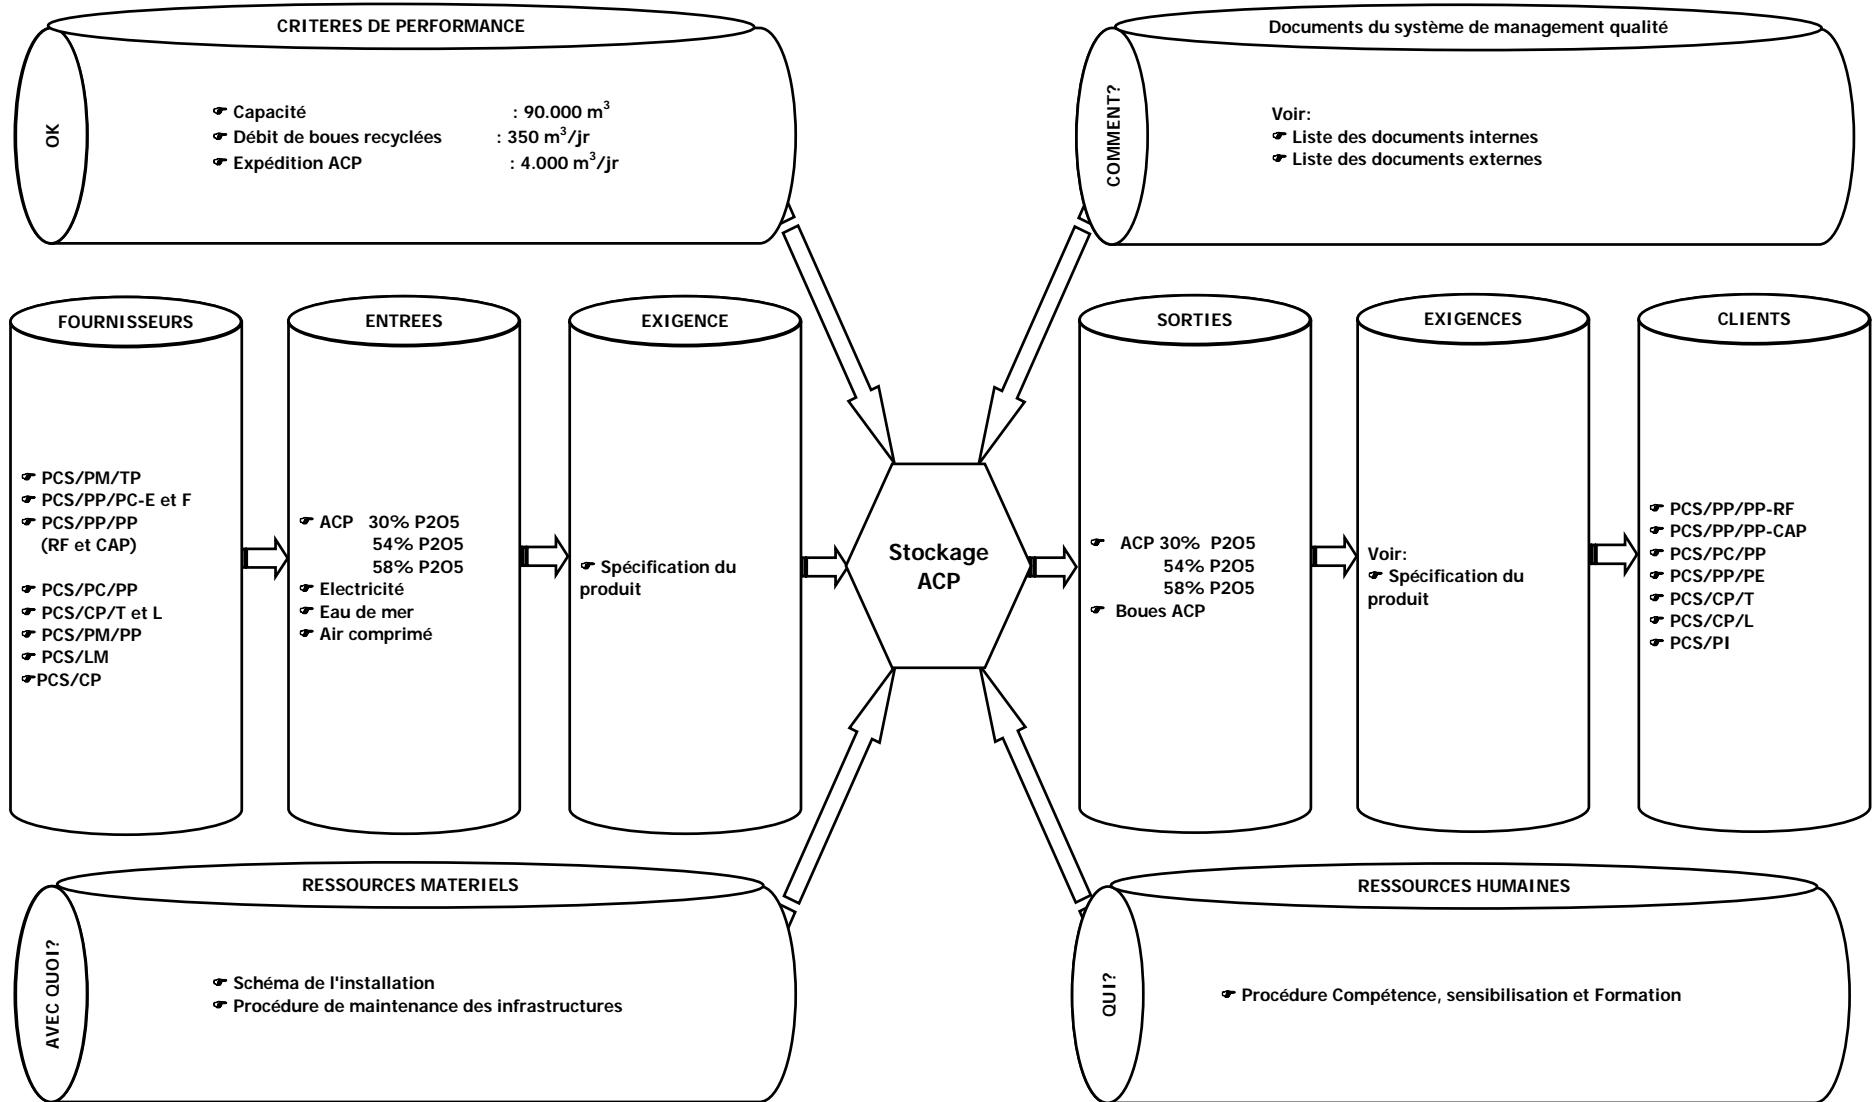 CRITERES DE PERFORMANCE
OK
☞ Capacité : 90.000 m³
☞ Débit de boues recyclées : 350 m³/jr
☞ Expédition ACP : 4.000 m³/jr
Documents du système de management qualité
COMMENT?
Voir:
☞ Liste des documents internes
☞ Liste des documents externes
FOURNISSEURS
☞ PCS/PM/TP
☞ PCS/PP/PC-E et F
☞ PCS/PP/PP
(RF et CAP)
☞ PCS/PC/PP
☞ PCS/CP/T et L
☞ PCS/PM/PP
☞ PCS/LM
☞PCS/CP
ENTREES
☞ ACP 30% P2O5
54% P2O5
58% P2O5
☞ Electricité
☞ Eau de mer
☞ Air comprimé
EXIGENCE
☞ Spécification du
produit
Stockage
ACP
SORTIES
☞ ACP 30% P2O5
54% P2O5
58% P2O5
☞ Boues ACP
EXIGENCES
Voir:
☞ Spécification du
produit
CLIENTS
☞ PCS/PP/PP-RF
☞ PCS/PP/PP-CAP
☞ PCS/PC/PP
☞ PCS/PP/PE
☞ PCS/CP/T
☞ PCS/CP/L
☞ PCS/PI
RESSOURCES MATERIELS
AVEC QUOI?
☞ Schéma de l'installation
☞ Procédure de maintenance des infrastructures
RESSOURCES HUMAINES
QUI?
☞ Procédure Compétence, sensibilisation et Formation